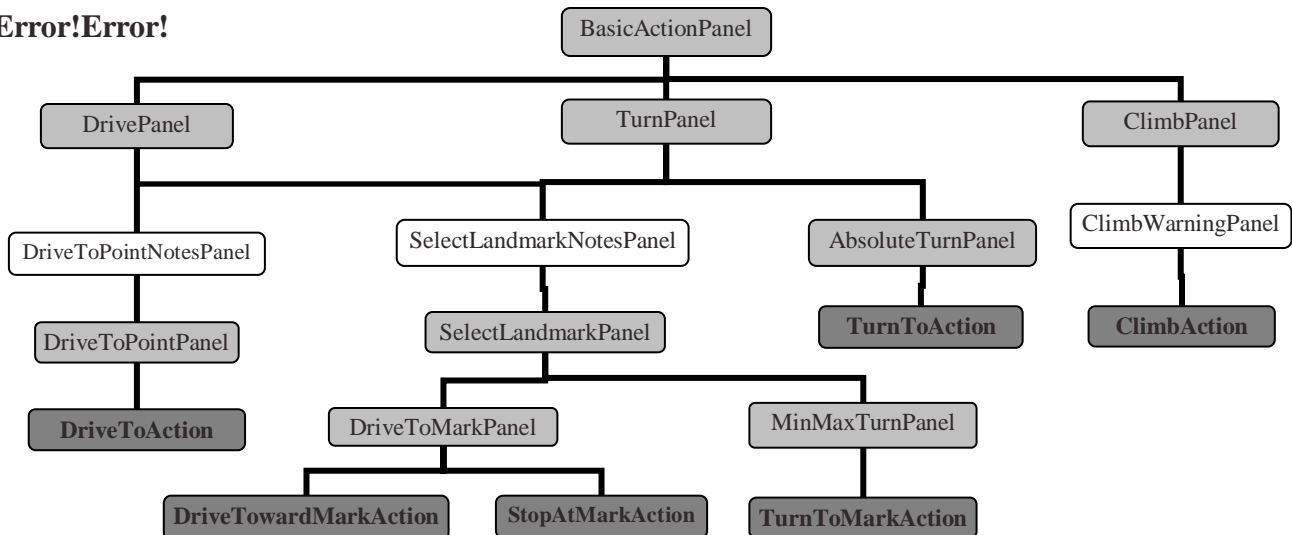 Error!Error!
BasicActionPanel
DrivePanel
TurnPanel
ClimbPanel
DriveToPointNotesPanel
SelectLandmarkNotesPanel
AbsoluteTurnPanel
ClimbWarningPanel
DriveToPointPanel
SelectLandmarkPanel
TurnToAction
ClimbAction
DriveToAction
DriveToMarkPanel
MinMaxTurnPanel
DriveTowardMarkAction
StopAtMarkAction
TurnToMarkAction